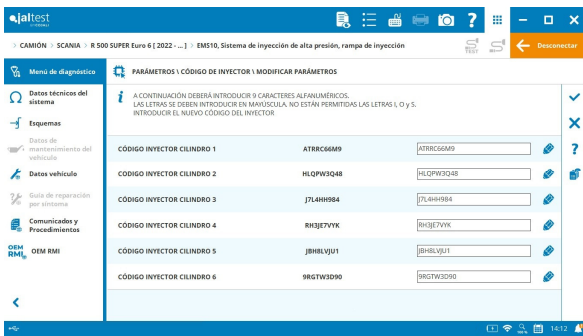 jaltest
CAMIÓN > SCANIA > R 500 SUPER Euro 6 [ 2022 - ... ] > EMS10, Sistema de inyección de alta presión, rampa de inyección
TEST
Desconectar
Menú de diagnóstico
PARÁMETROS \ CÓDIGO DE INYECTOR \ MODIFICAR PARÁMETROS
Datos técnicos del
sistema
Esquemas
Datos de
mantenimiento del
vehículo
Datos vehículo
Guía de reparación
por síntoma
Comunicados y
Procedimientos
OEM
RMI
OEM RMI
A CONTINUACIÓN DEBERÁ INTRODUCIR 9 CARACTERES ALFANUMÉRICOS.
LAS LETRAS SE DEBEN INTRODUCIR EN MAYÚSCULA. NO ESTÁN PERMITIDAS LAS LETRAS I, O y S.
INTRODUCIR EL NUEVO CÓDIGO DEL INYECTOR
CÓDIGO INYECTOR CILINDRO 1 ATRRC66M9 ATRRC66M9
CÓDIGO INYECTOR CILINDRO 2 HLQPW3Q48 HLQPW3Q48
CÓDIGO INYECTOR CILINDRO 3 J7L4HH984 J7L4HH984
CÓDIGO INYECTOR CILINDRO 4 RH3JE7VYK RH3JE7VYK
CÓDIGO INYECTOR CILINDRO 5 JBH8LVJU1 JBH8LVJU1
CÓDIGO INYECTOR CILINDRO 6 9RGTW3D90 9RGTW3D90
100%
14:12